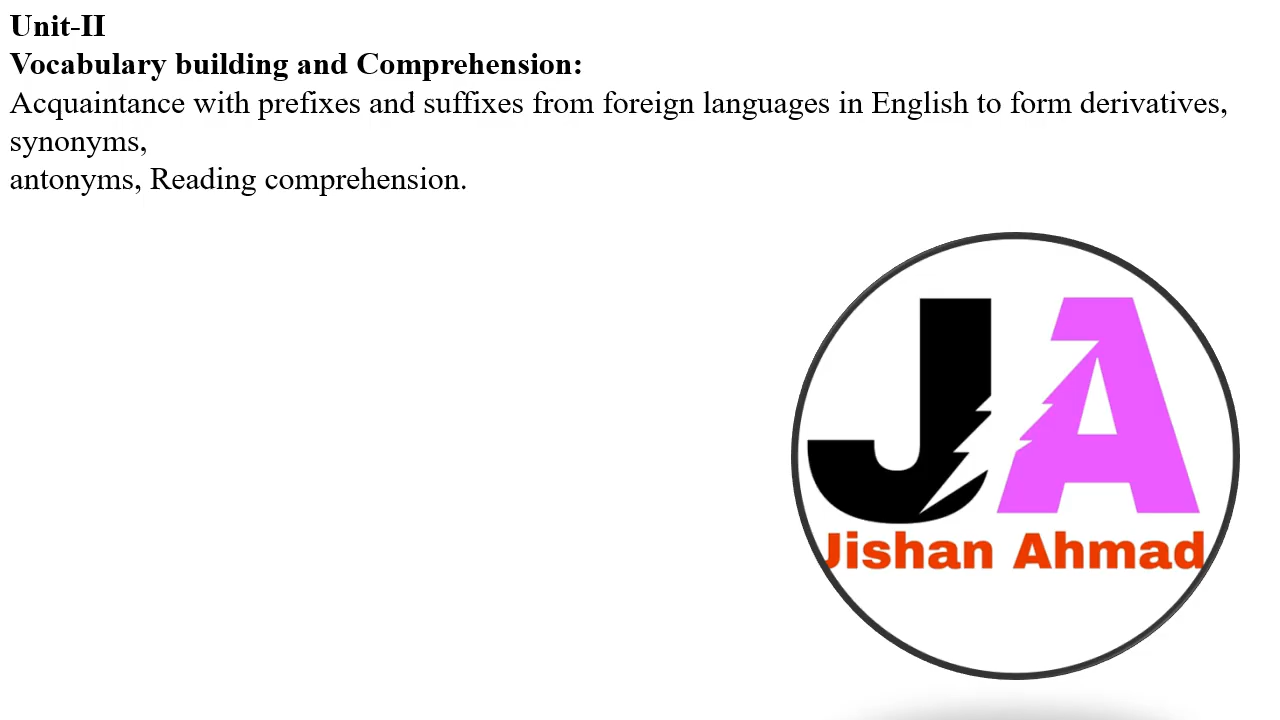 Unit-II
Vocabulary building and Comprehension:
Acquaintance with prefixes and suffixes from foreign languages in English to form derivatives,
synonyms,
antonyms, Reading comprehension.
JA
Jishan Ahmad